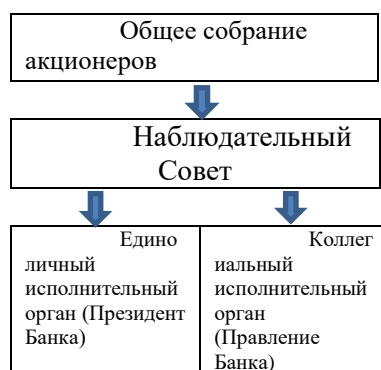 Общее собрание
акционеров
Наблюдательный
Совет
Едино
личный
исполнительный
орган (Президент
Банка)
Коллег
иальный
исполнительный
орган
(Правление
Банка)